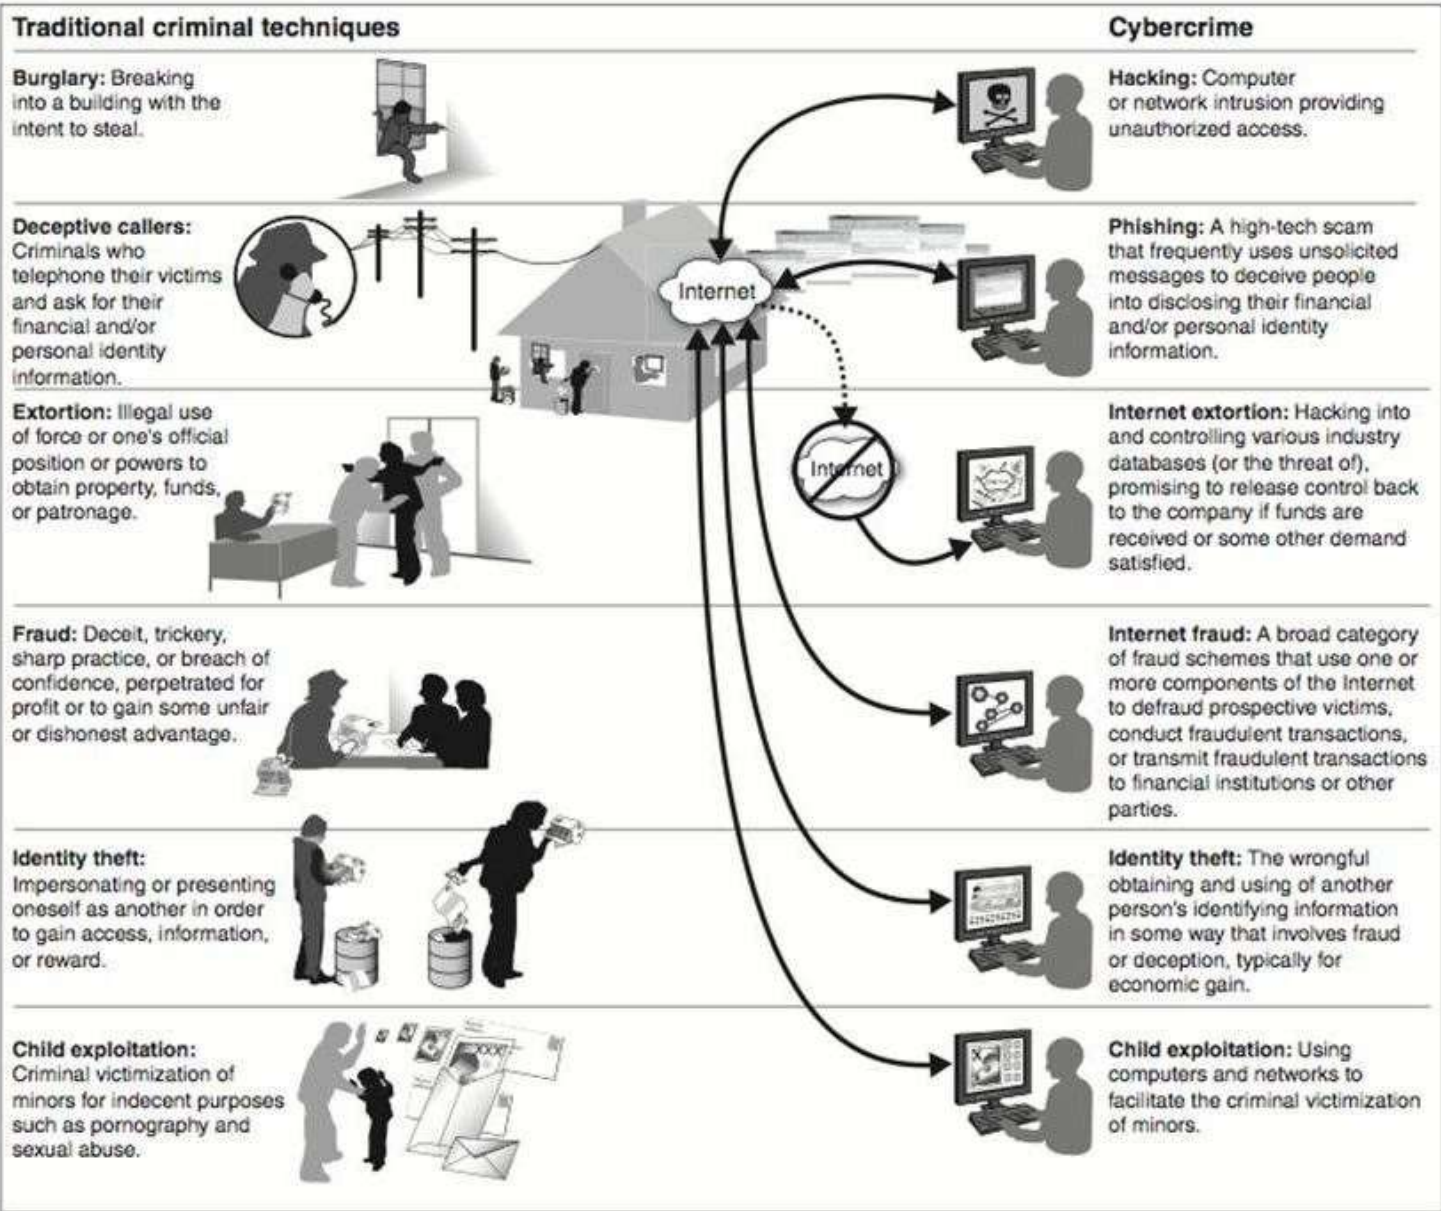 Traditional criminal techniques
Cybercrime
Burglary: Breaking
into a building with the
intent to steal.
Hacking: Computer
or network intrusion providing
unauthorized access.
Deceptive callers:
Criminals who
telephone their victims
and ask for their
financial and/or
personal identity
information.
Internet
Phishing: A high-tech scam
that frequently uses unsolicited
messages to deceive people
into disclosing their financial
and/or personal identity
information.
Extortion: Illegal use
of force or one's official
position or powers to
obtain property, funds,
or patronage.
Internet
Internet extortion: Hacking into
and controlling various industry
databases (or the threat of),
promising to release control back
to the company if funds are
received or some other demand
satisfied.
Fraud: Deceit, trickery,
sharp practice, or breach of
confidence, perpetrated for
profit or to gain some unfair
or dishonest advantage.
Internet fraud: A broad category
of fraud schemes that use one or
more components of the Internet
to defraud prospective victims,
conduct fraudulent transactions,
or transmit fraudulent transactions
to financial institutions or other
parties.
Identity theft:
Impersonating or presenting
oneself as another in order
to gain access, information,
or reward.
Identity theft: The wrongful
obtaining and using of another
person's identifying information
in some way that involves fraud
or deception, typically for
economic gain.
Child exploitation:
Criminal victimization of
minors for indecent purposes
such as pornography and
sexual abuse.
XXX
Child exploitation: Using
computers and networks to
facilitate the criminal victimization
of minors.